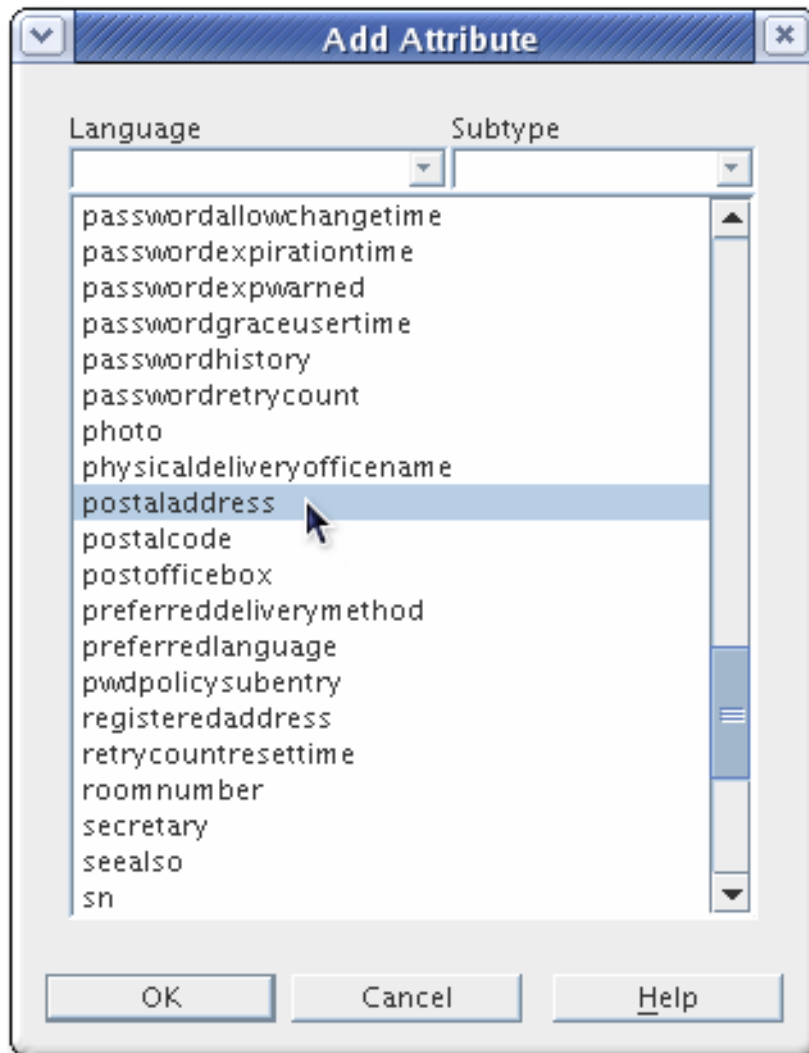 Add Attribute
Language Subtype
passwordallowchangetime
passwordexpirationtime
passwordexpwarned
passwordgraceusertime
passwordhistory
passwordretrycount
photo
physicaldeliveryofficename
postaladdress
postalcode
postofficebox
preferreddeliverymethod
preferredlanguage
pwdpolicysubentry
registeredaddress
retrycountresettime
roomnumber
secretary
seealso
sn
OK Cancel Help